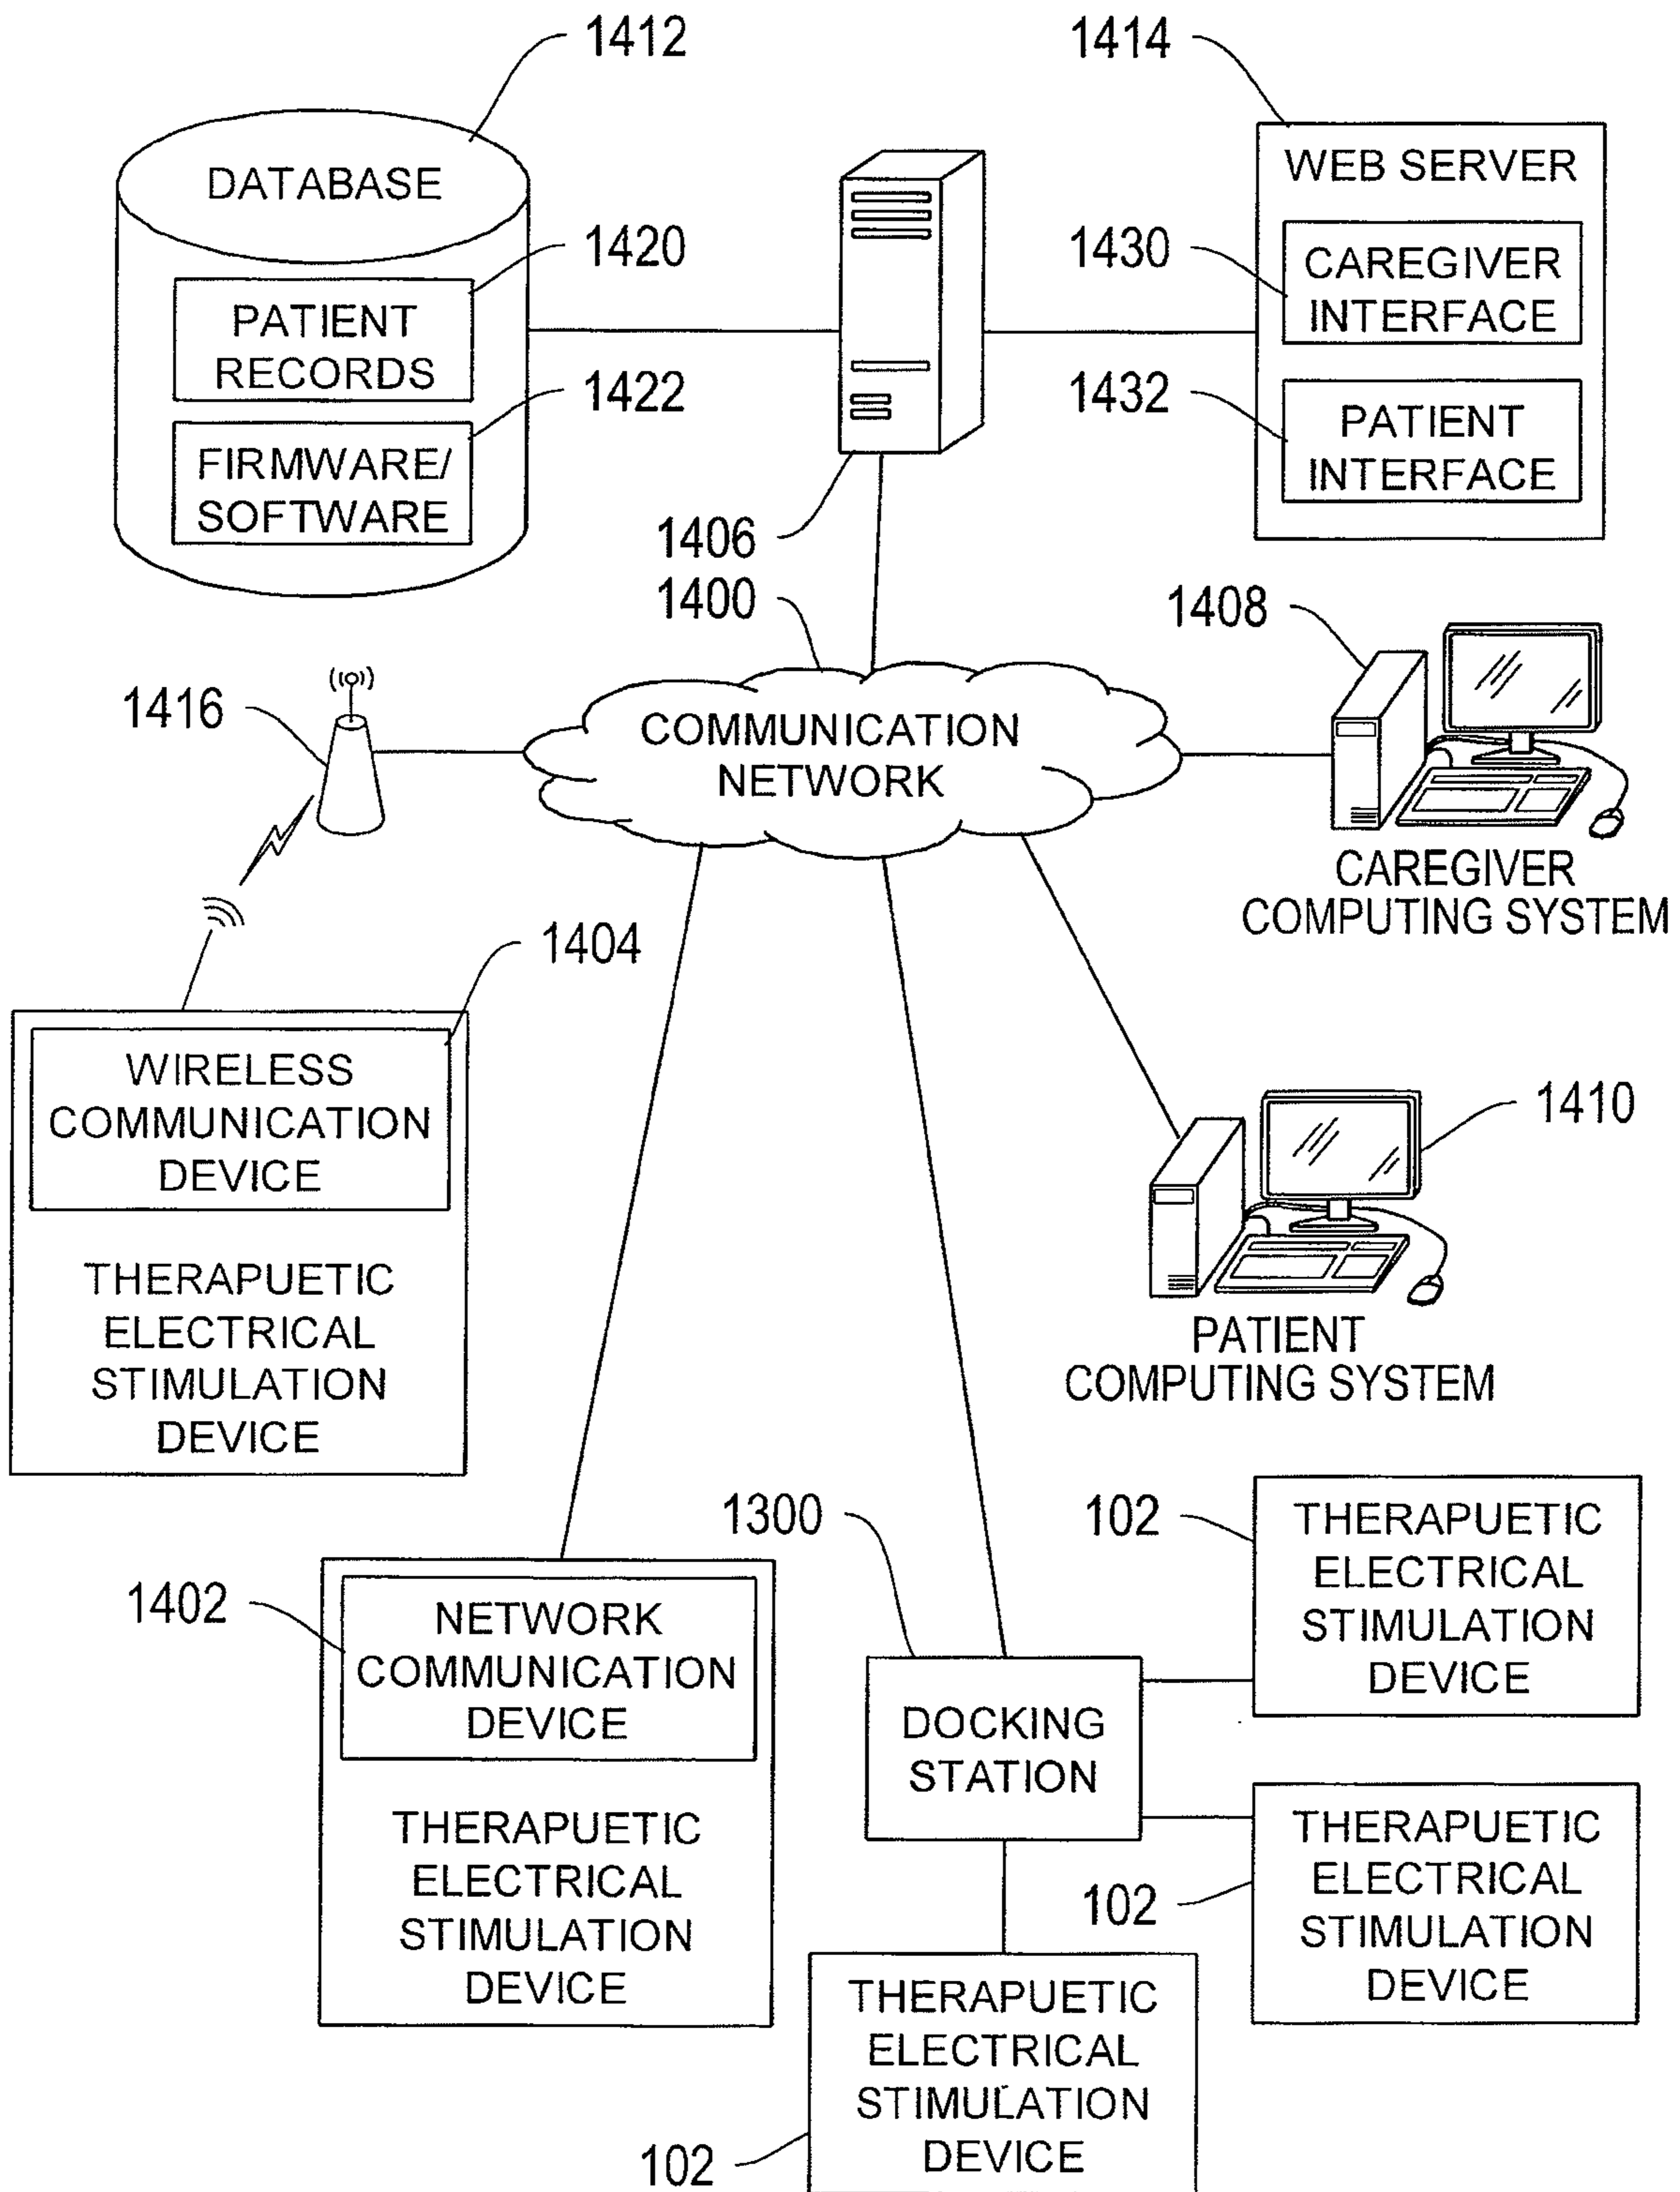 1412
1414
DATABASE
WEB SERVER
1420
1430
PATIENT
RECORDS
CAREGIVER
INTERFACE
1422
1432
FIRMWARE/
SOFTWARE
PATIENT
INTERFACE
1406
1400
1408
1416
COMMUNICATION
NETWORK
CAREGIVER
COMPUTING SYSTEM
1404
WIRELESS
COMMUNICATION
DEVICE
THERAPUETIC
ELECTRICAL
STIMULATION
DEVICE
1410
PATIENT
COMPUTING SYSTEM
1402
NETWORK
COMMUNICATION
DEVICE
THERAPUETIC
ELECTRICAL
STIMULATION
DEVICE
1300
DOCKING
STATION
102
THERAPUETIC
ELECTRICAL
STIMULATION
DEVICE
102
THERAPUETIC
ELECTRICAL
STIMULATION
DEVICE
102
THERAPUETIC
ELECTRICAL
STIMULATION
DEVICE